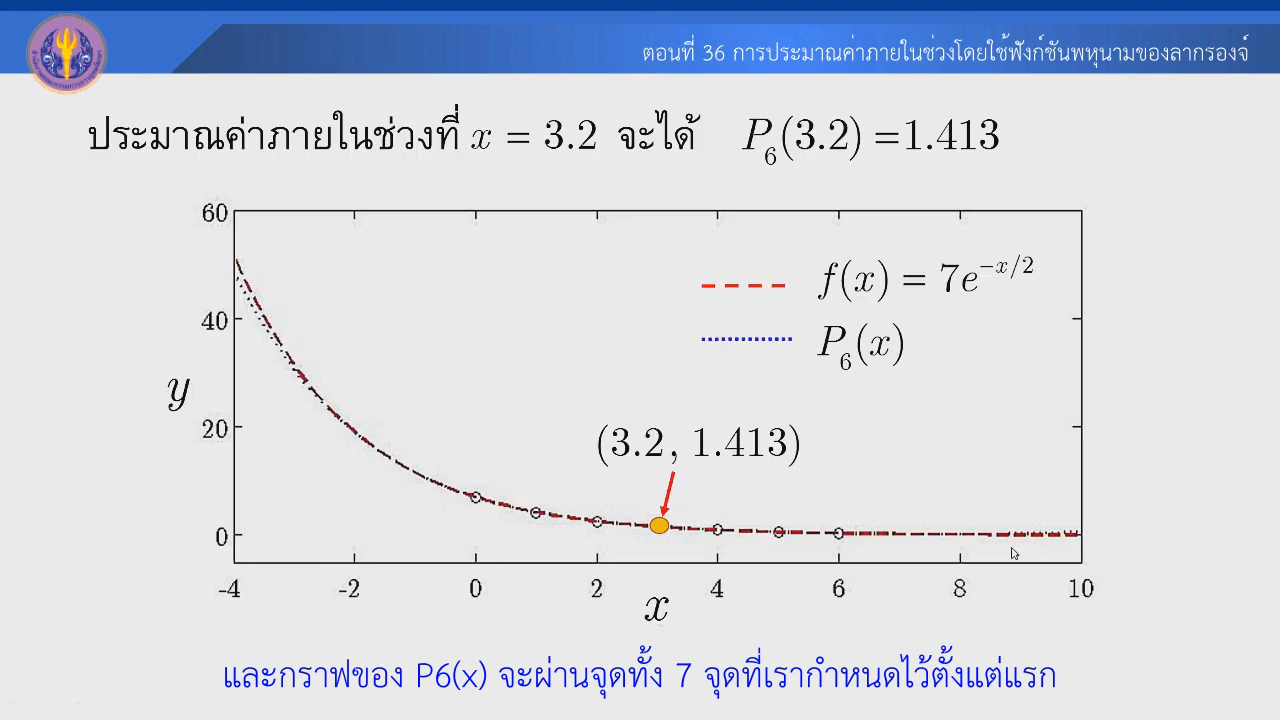 ตอนที่ 36 การประมาณค่าภายในช่วงโดยใช้ฟังก์ชันพหุนามของลากรองจ์
ประมาณค่าภายในช่วงที่ x = 3.2 จะได้ P₆(3.2) =1.413
60
40
20
0
y
f(x) = 7e^{−x/2}
P₆(x)
(3.2, 1.413)
-4 -2 0 2 4 6 8 10
x
และกราฟของ P6(x) จะผ่านจุดทั้ง 7 จุดที่เรากำหนดไว้ตั้งแต่แรก